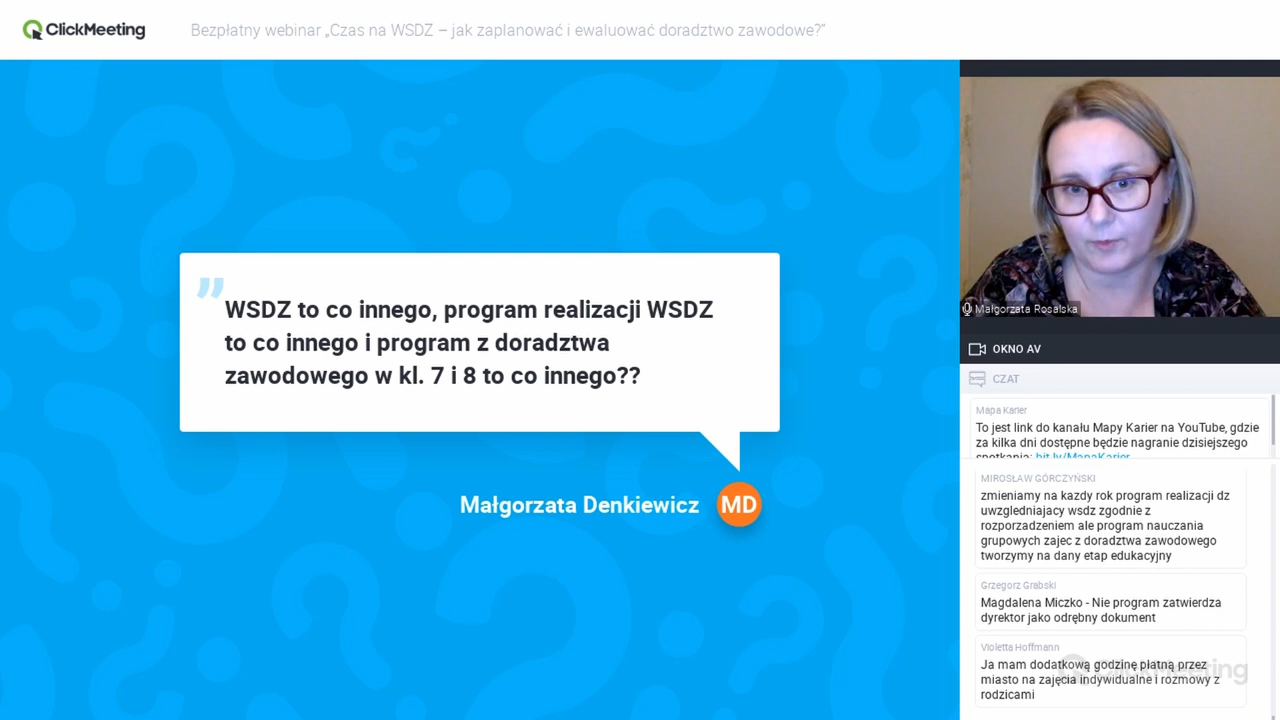 ClickMeeting
Bezpłatny webinar „Czas na WSDZ – jak zaplanować i ewaluować doradztwo zawodowe?”
”
WSDZ to co innego, program realizacji WSDZ
to co innego i program z doradztwa
zawodowego w kl. 7 i 8 to co innego??
Małgorzata Denkiewicz
MD
Małgorzata Rosalska
OKNO AV
CZAT
Mapa Karier
To jest link do kanału Mapy Karier na YouTube, gdzie
za kilka dni dostępne będzie nagranie dzisiejszego
spotkania: bit.ly/MapaKarier
MIROSŁAW GÓRCZYŃSKI
zmieniamy na kazdy rok program realizacji dz
uwzgledniajacy wsdz zgodnie z
rozporzadzeniem ale program nauczania
grupowych zajec z doradztwa zawodowego
tworzymy na dany etap edukacyjny
Grzegorz Grabski
Magdalena Miczko - Nie program zatwierdza
dyrektor jako odrębny dokument
Violetta Hoffmann
Ja mam dodatkową godzinę płatną przez
miasto na zajęcia indywidualne i rozmowy z
rodzicami
ClickMeeting